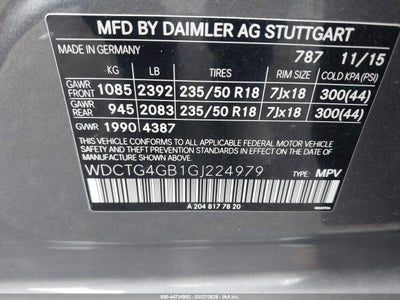 MFD BY DAIMLER AG STUTTGART
MADE IN GERMANY 787 11/15
KG LB TIRES RIM SIZE COLD KPA(PSI)
GAWR FRONT 1085 2392 235/50 R18 7Jx18 300(44)
GAWR REAR 945 2083 235/50 R18 7Jx18 300(44)
GVWR 1990 4387
THIS VEHICLE CONFORMS TO ALL APPLICABLE U.S. FEDERAL MOTOR VEHICLE
SAFETY AND THEFT PREVENTION STANDARDS IN EFFECT ON THE DATE OF
MANUFACTURE SHOWN ABOVE.
WDCTG4GB1GJ224979 TYPE: MPV
A 204 817 78 20